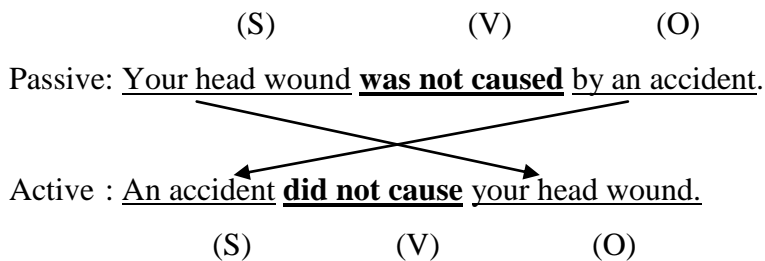 (S) (V) (O)
Passive: Your head wound was not caused by an accident.
Active : An accident did not cause your head wound.
(S) (V) (O)